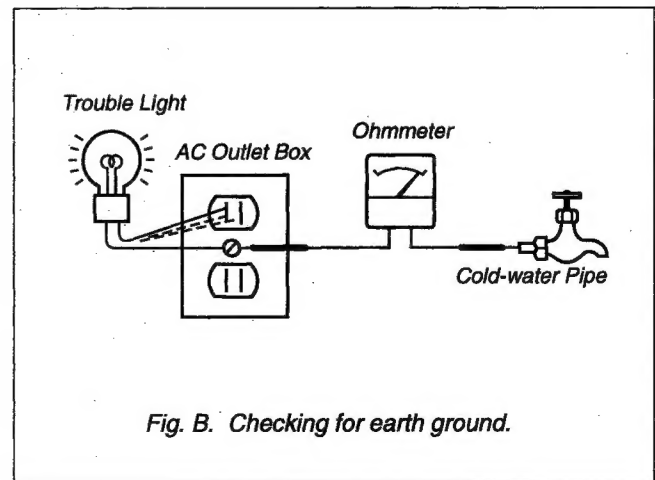 Trouble Light
AC Outlet Box
Ohmmeter
Cold-water Pipe
Fig. B. Checking for earth ground.